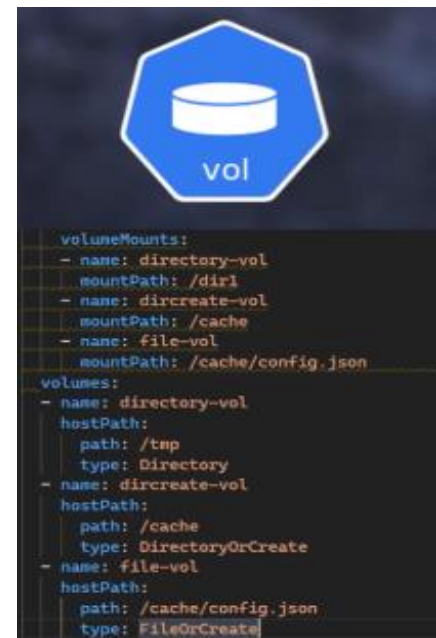 vol
volumeMounts:
- name: directory-vol
mountPath: /dir1
- name: dircreate-vol
mountPath: /cache
- name: file-vol
mountPath: /cache/config.json
volumes:
- name: directory-vol
hostPath:
path: /tmp
type: Directory
- name: dircreate-vol
hostPath:
path: /cache
type: DirectoryOrCreate
- name: file-vol
hostPath:
path: /cache/config.json
type: FileOrCreate